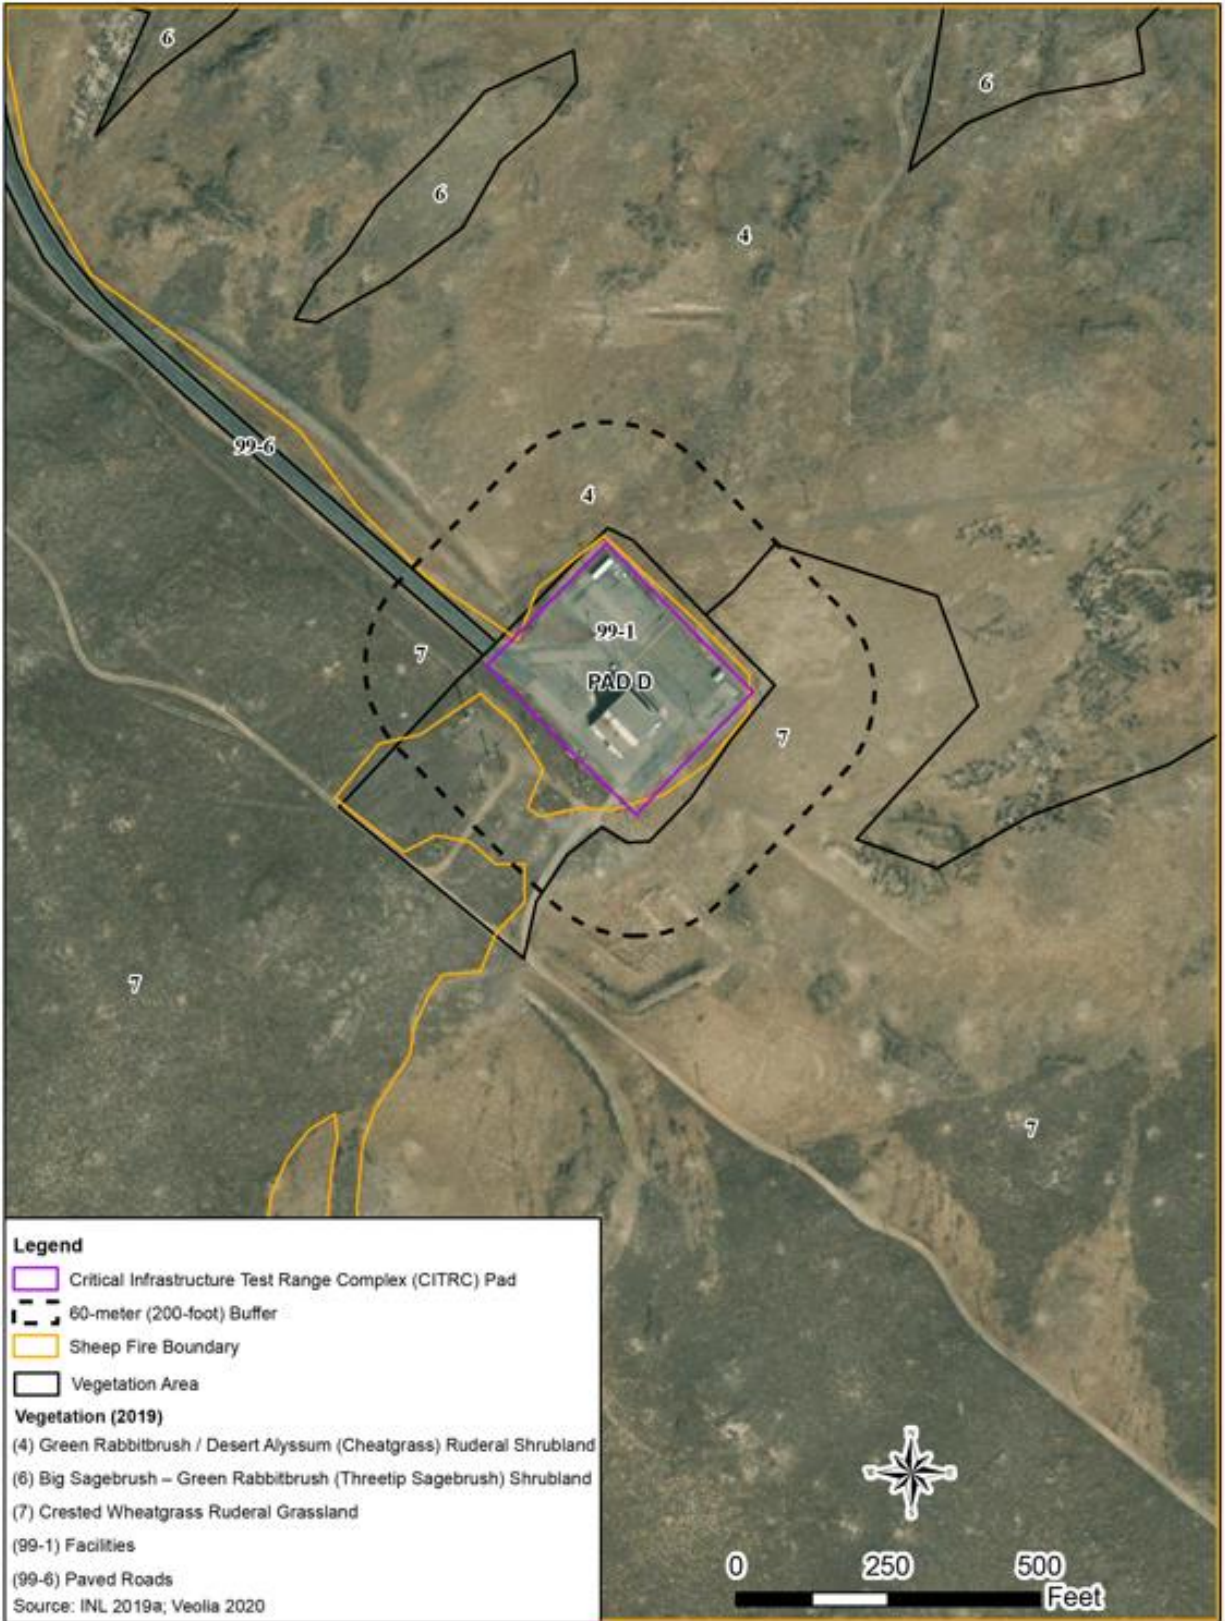 6
6
6
4
99-6
4
99-1
7
PAD D
7
7
7
Legend
Critical Infrastructure Test Range Complex (CITRC) Pad
60-meter (200-foot) Buffer
Sheep Fire Boundary
Vegetation Area
Vegetation (2019)
(4) Green Rabbitbrush / Desert Alyssum (Cheatgrass) Ruderal Shrubland
(6) Big Sagebrush – Green Rabbitbrush (Threetip Sagebrush) Shrubland
(7) Crested Wheatgrass Ruderal Grassland
(99-1) Facilities
(99-6) Paved Roads
Source: INL 2019a; Veolia 2020
N
W E
S
0 250 500
Feet